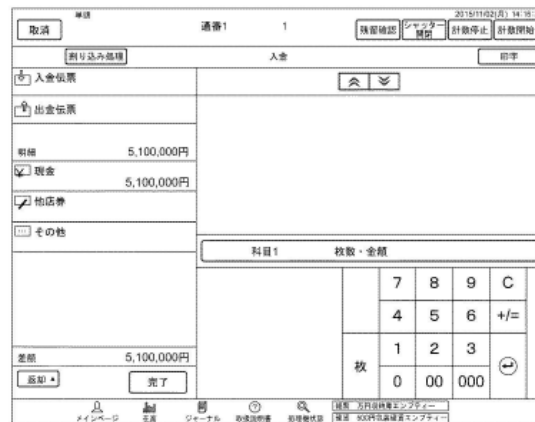 単語
2015/11/02(月) 14:15:
取消
通番1
1
残留確認
シャッター開閉
計数停止
計数開始
割り込み処理
入金
印字
入金伝票
出金伝票
明細 5,100,000円
現金
5,100,000円
他店券
その他
科目1 枚数・金額
7 8 9 C
4 5 6 +/=
枚
1 2 3
0 00 000
差額 5,100,000円
返却
完了
メインページ
在高
ジャーナル
取扱説明書
処理機状態